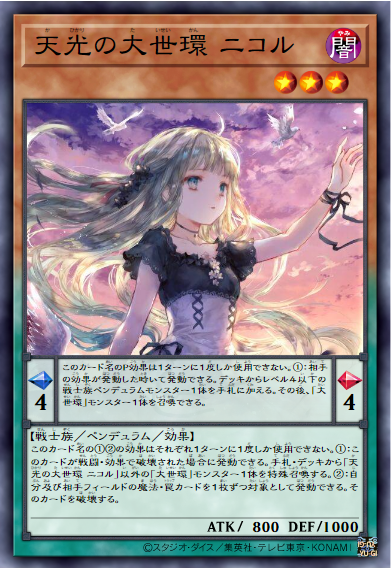 天光の大世環 ニコル
闇
このカード名のP効果は1ターンに1度しか使用できない。①：相手
の効果が発動した時いて発動できる。デッキからレベル4以下の
戦士族ペンデュラムモンスター1体を手札に加える。その後、「大
世環」モンスター1体を召喚できる。
4
4
【戦士族／ペンデュラム／効果】
このカード名の①②の効果はそれぞれ1ターンに1度しか使用できない。①：こ
のカードが戦闘・効果で破壊された場合に発動できる。手札・デッキから「天
光の大世環 ニコル」以外の「大世環」モンスター1体を特殊召喚する。②：自
分及び相手フィールドの魔法・罠カードを1枚ずつ対象として発動できる。そ
のカードを破壊する。
ATK/ 800 DEF/1000
©スタジオ・ダイス／集英社・テレビ東京・KONAMI